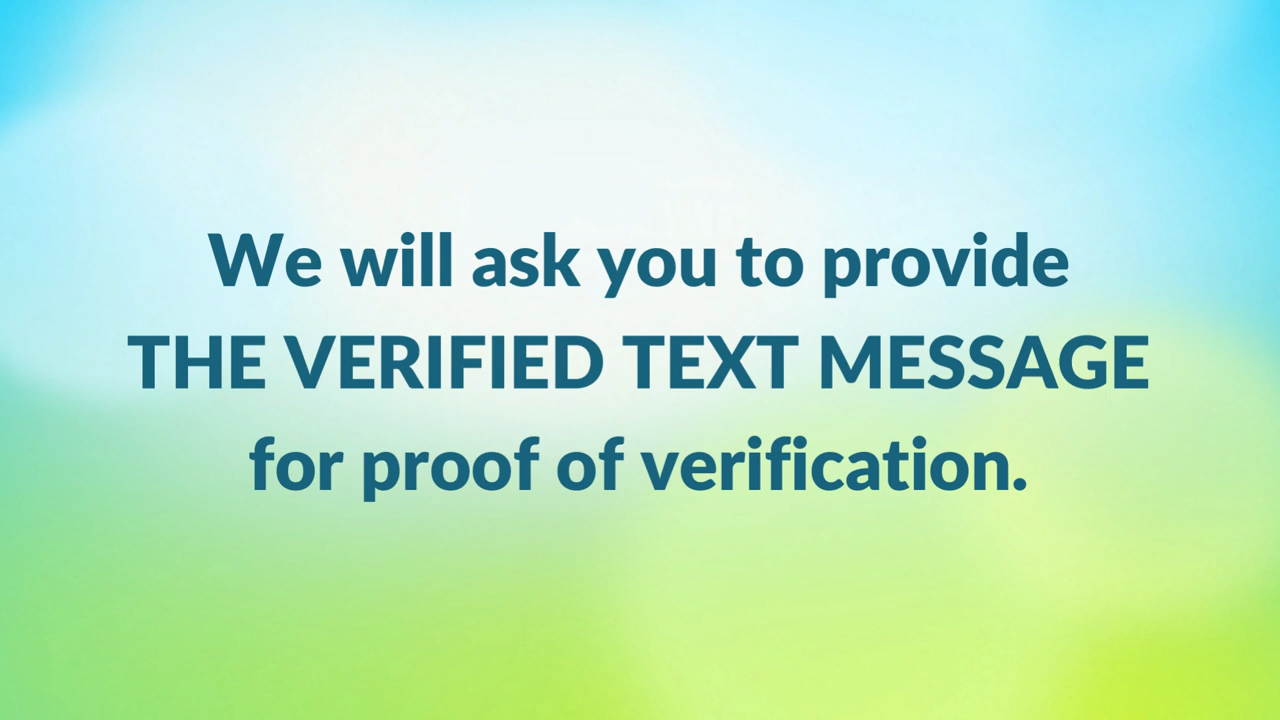 We will ask you to provide
THE VERIFIED TEXT MESSAGE
for proof of verification.